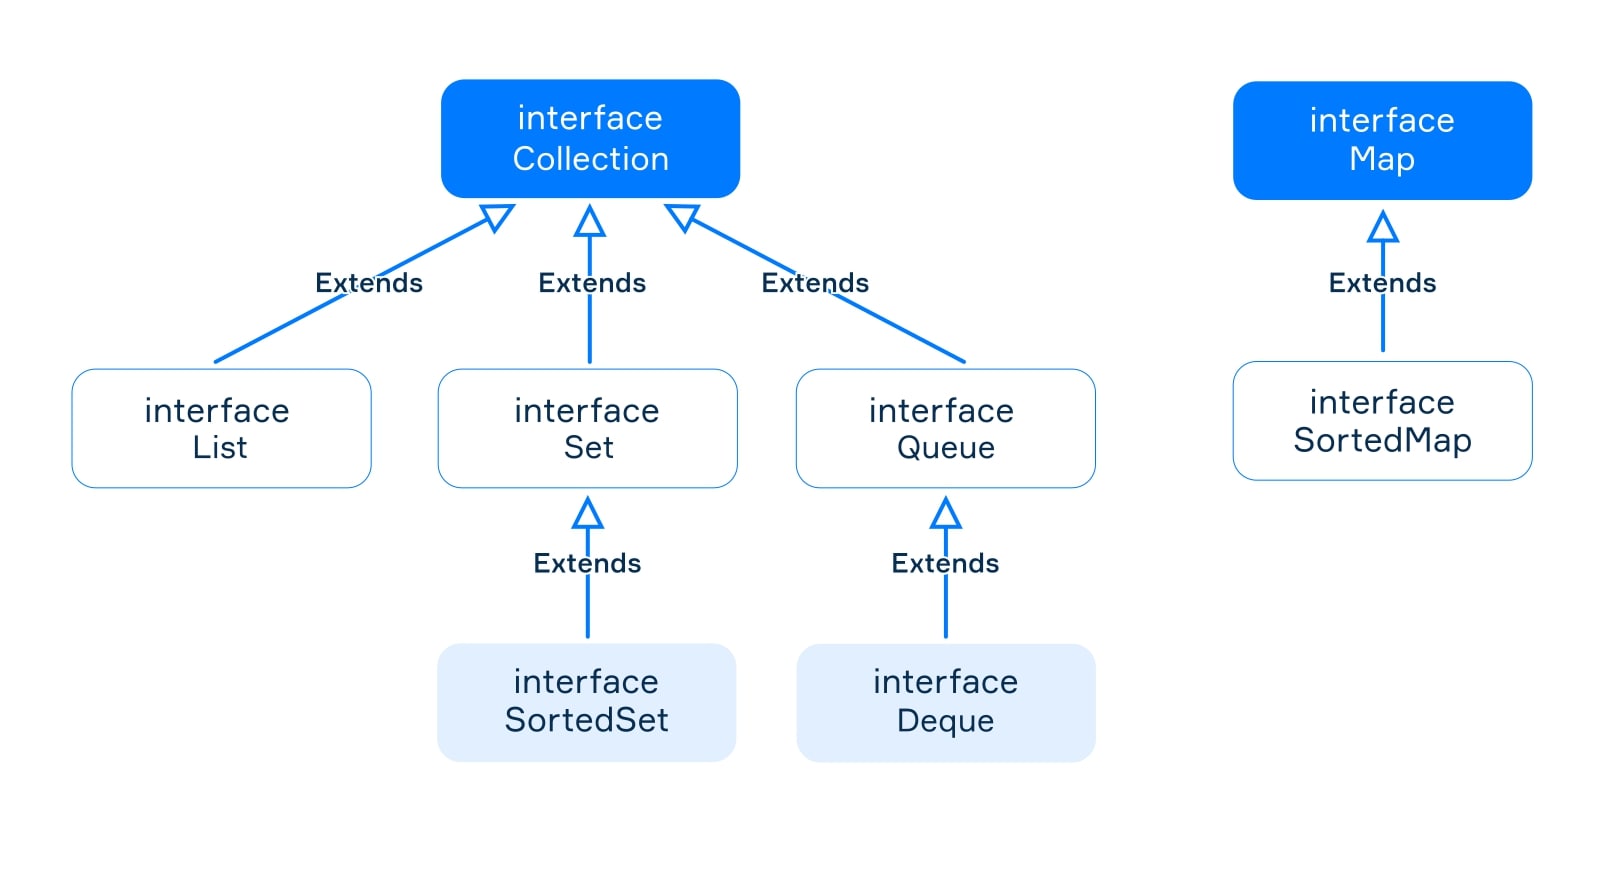 interface
Collection
interface
Map
Extends
Extends
Extends
Extends
interface
List
interface
Set
interface
Queue
interface
SortedMap
Extends
Extends
interface
SortedSet
interface
Deque